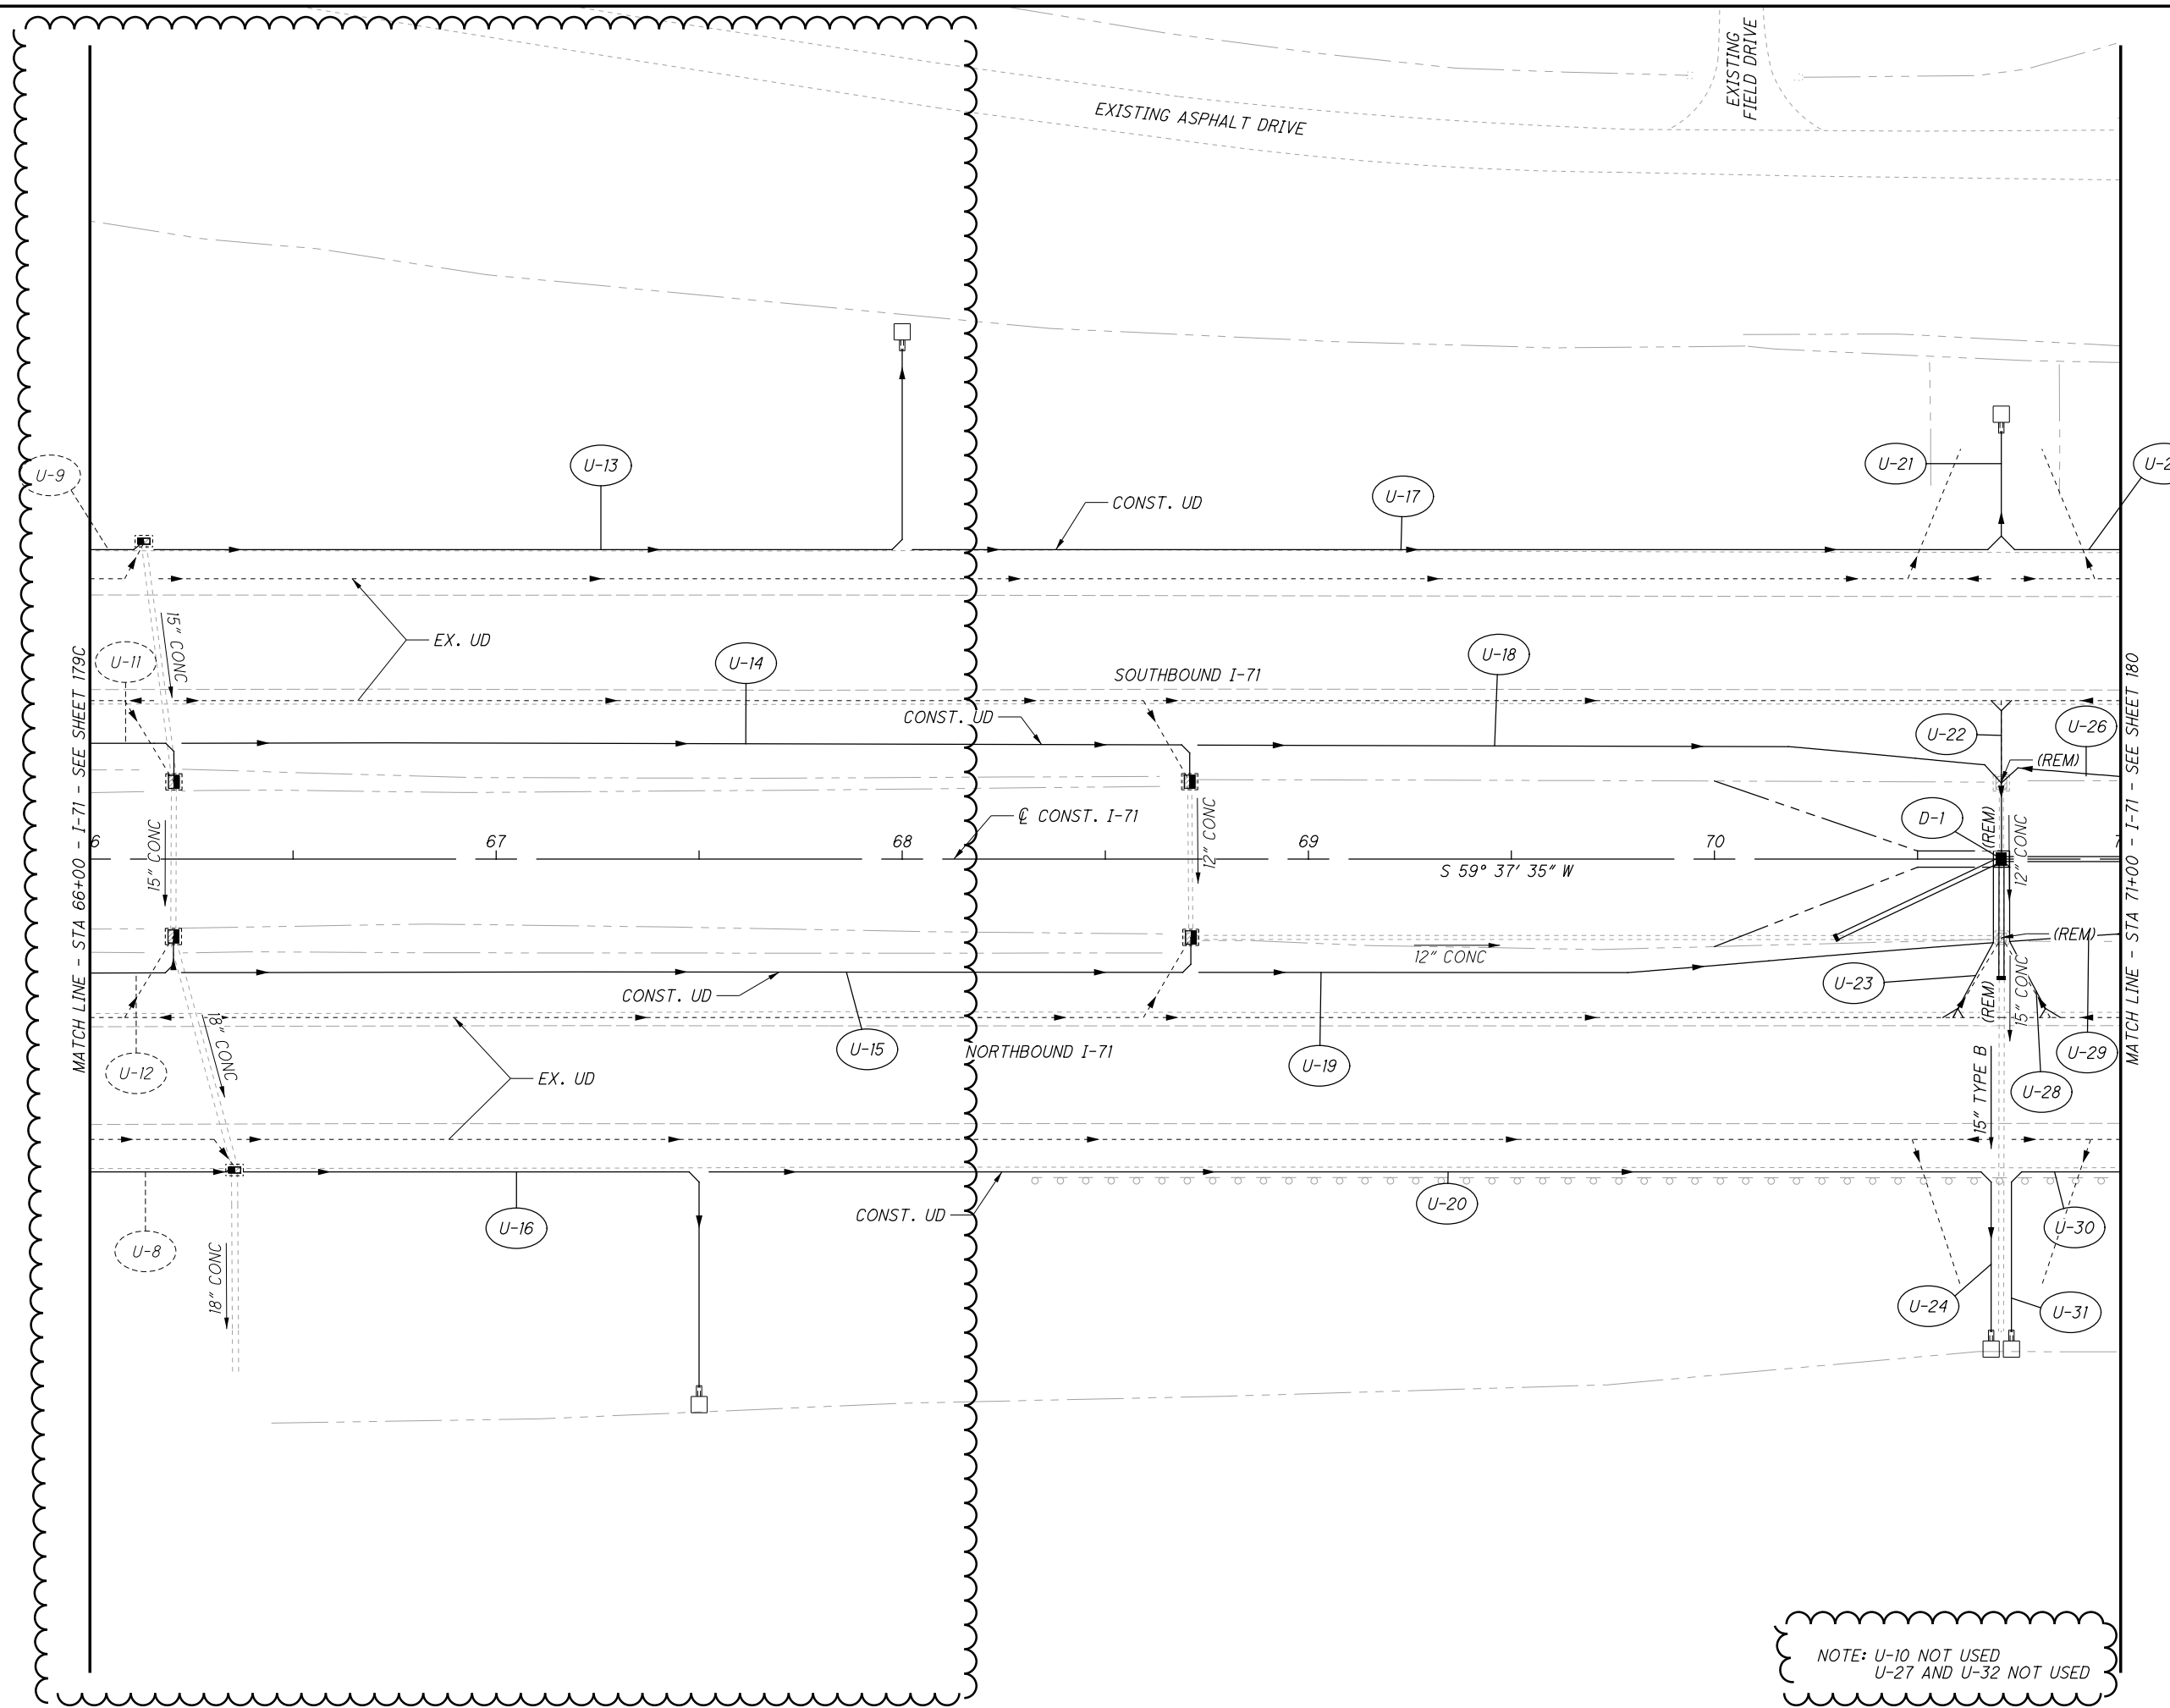 EXISTING
FIELD DRIVE
EXISTING ASPHALT DRIVE
U-9
U-13
CONST. UD
U-17
U-21
15" CONC
EX. UD
U-11
U-14
SOUTHBOUND I-71
U-18
CONST. UD
U-22
U-26
(REM)
MATCH LINE - STA 66+00 - I-71 - SEE SHEET 179C
MATCH LINE - STA 71+00 - I-71 - SEE SHEET 180
15" CONC
67
68
℄ CONST. I-71
12" CONC
69
S 59° 37' 35" W
70
D-1
(REM)
12" CONC
(REM)
12" CONC
CONST. UD
U-23
(REM)
15" CONC
18" CONC
U-12
U-15
NORTHBOUND I-71
U-19
EX. UD
U-29
U-28
15" TYPE B
U-8
U-16
CONST. UD
U-20
U-30
18" CONC
U-24
U-31
NOTE: U-10 NOT USED
U-27 AND U-32 NOT USED